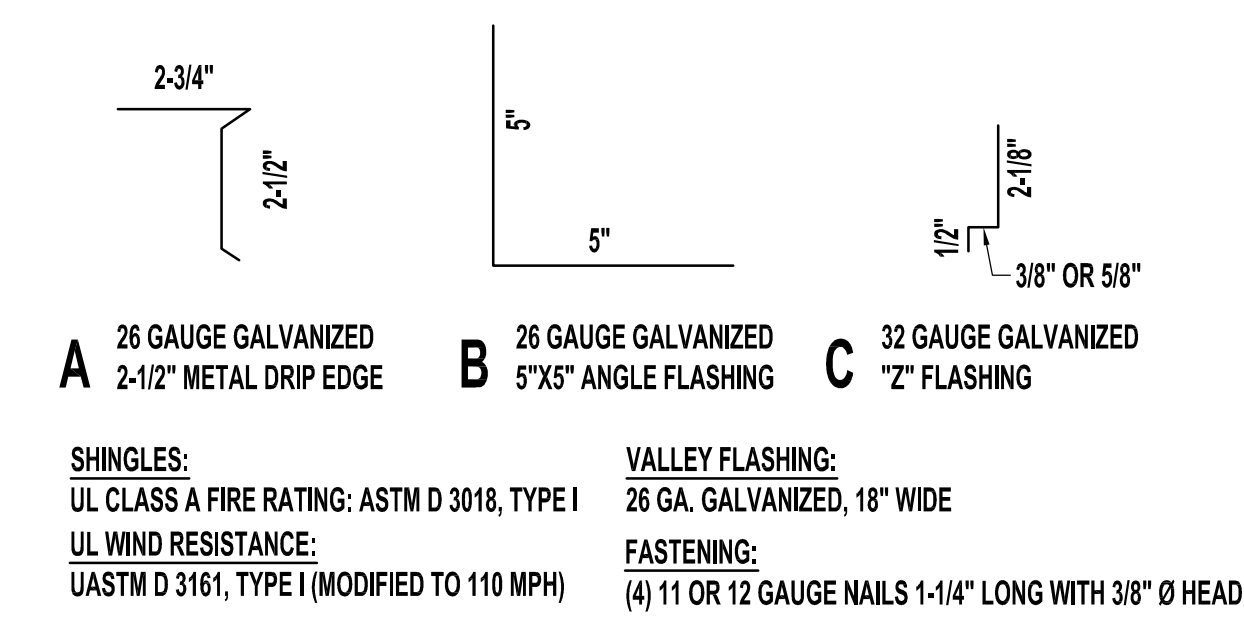 2-3/4"
2-1/2"
5"
5"
2-1/8"
1/2"
3/8" OR 5/8"
A
26 GAUGE GALVANIZED
2-1/2" METAL DRIP EDGE
B
26 GAUGE GALVANIZED
5"X5" ANGLE FLASHING
C
32 GAUGE GALVANIZED
"Z" FLASHING
SHINGLES:
UL CLASS A FIRE RATING: ASTM D 3018, TYPE I
UL WIND RESISTANCE:
UASTM D 3161, TYPE I (MODIFIED TO 110 MPH)
VALLEY FLASHING:
26 GA. GALVANIZED, 18" WIDE
FASTENING:
(4) 11 OR 12 GAUGE NAILS 1-1/4" LONG WITH 3/8" Ø HEAD